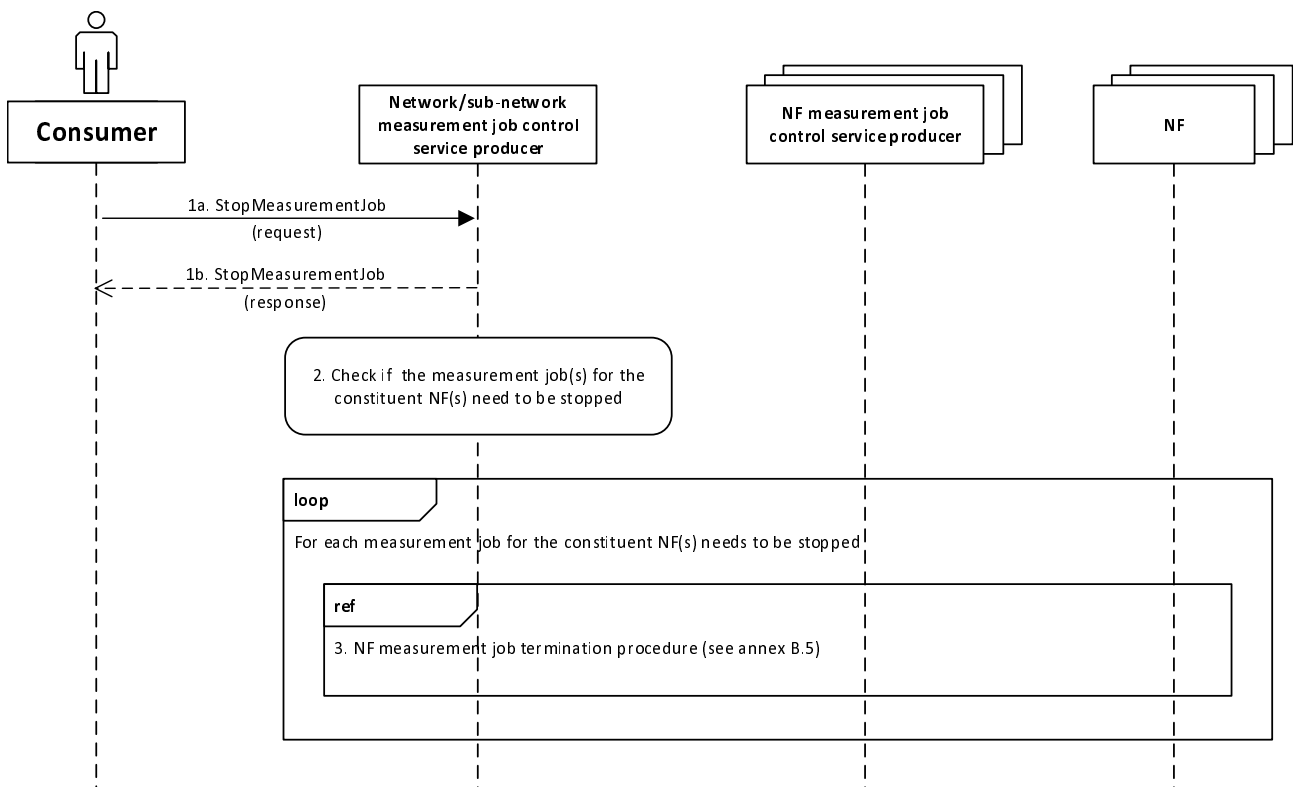 Consumer
Network/sub-network
measurement job control
service producer
NF measurement job
control service producer
NF
1a. StopMeasurementJob
(request)
1b. StopMeasurementJob
(response)
2. Check if the measurement job(s) for the
constituent NF(s) need to be stopped
loop
For each measurement job for the constituent NF(s) needs to be stopped
ref
3. NF measurement job termination procedure (see annex B.5)